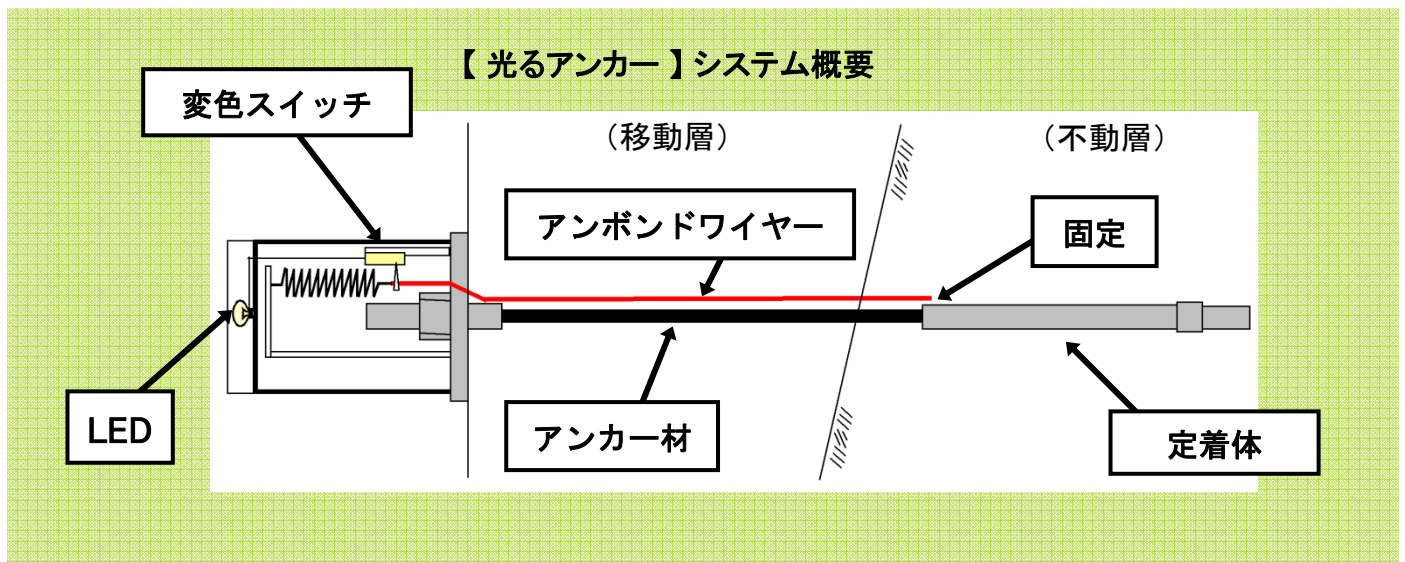 【 光るアンカー 】 システム概要
変色スイッチ
（移動層）
（不動層）
アンボンドワイヤー
固定
LED
アンカー材
定着体